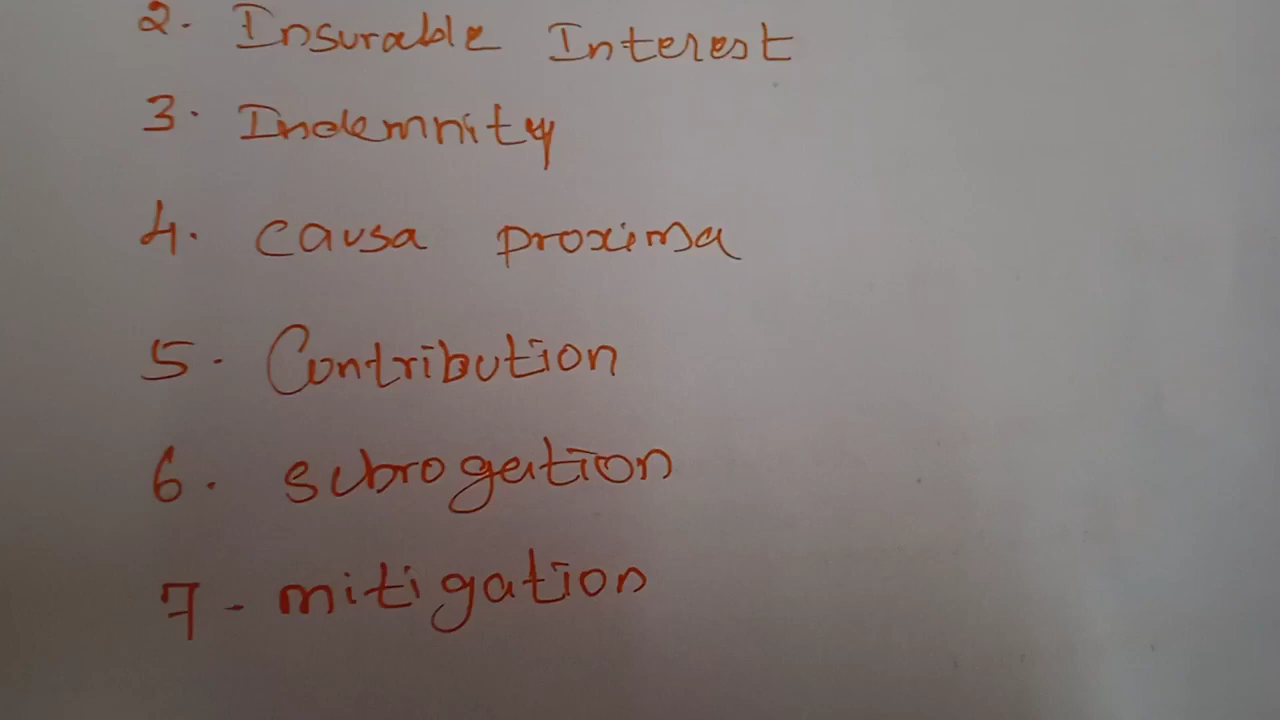 2. Insurable Interest
3. Indemnity
4. causa proxima
5. Contribution
6. subrogation
7- mitigation